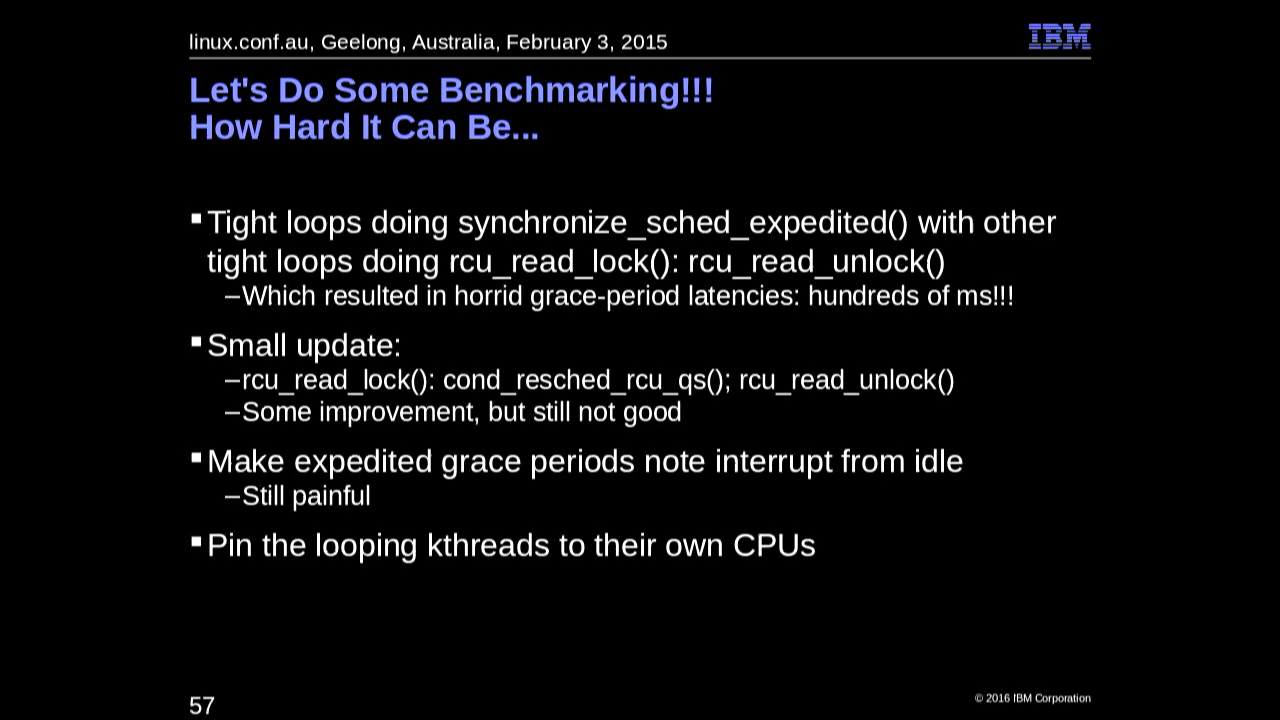 linux.conf.au, Geelong, Australia, February 3, 2015
IBM
Let's Do Some Benchmarking!!!
How Hard It Can Be...
▪Tight loops doing synchronize_sched_expedited() with other
tight loops doing rcu_read_lock(): rcu_read_unlock()
–Which resulted in horrid grace-period latencies: hundreds of ms!!!
▪Small update:
–rcu_read_lock(): cond_resched_rcu_qs(); rcu_read_unlock()
–Some improvement, but still not good
▪Make expedited grace periods note interrupt from idle
–Still painful
▪Pin the looping kthreads to their own CPUs
57
© 2016 IBM Corporation